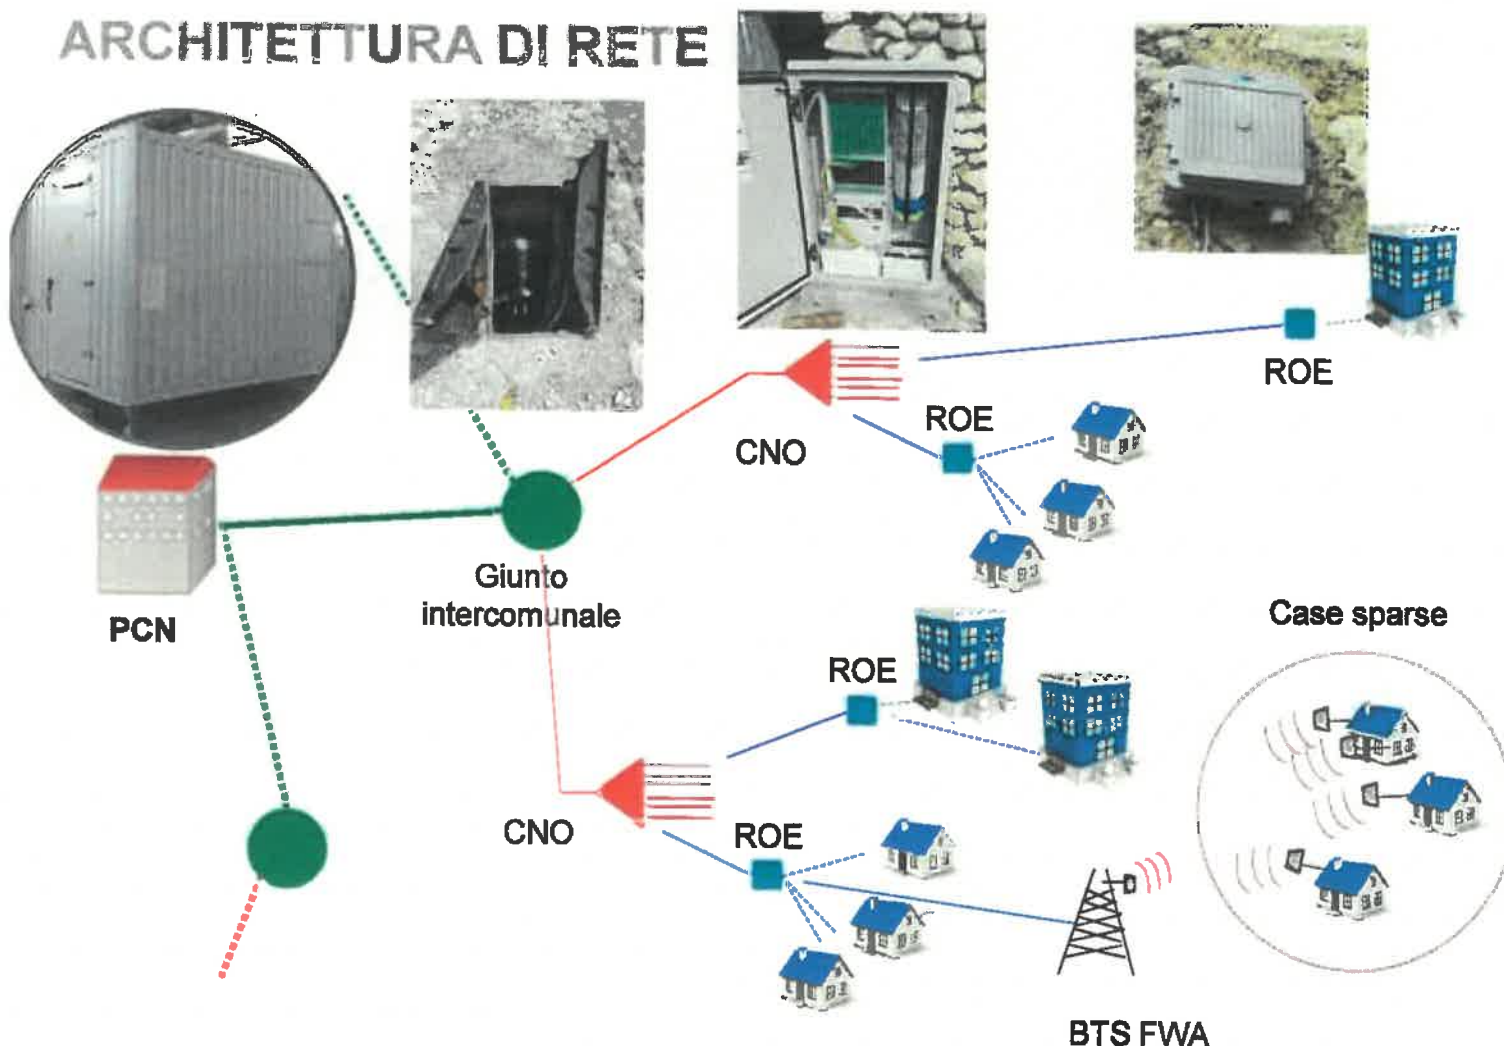 ARCHITETTURA DI RETE
ROE
ROE
CNO
Giunto
intercomunale
PCN
Case sparse
ROE
CNO
ROE
BTS FWA